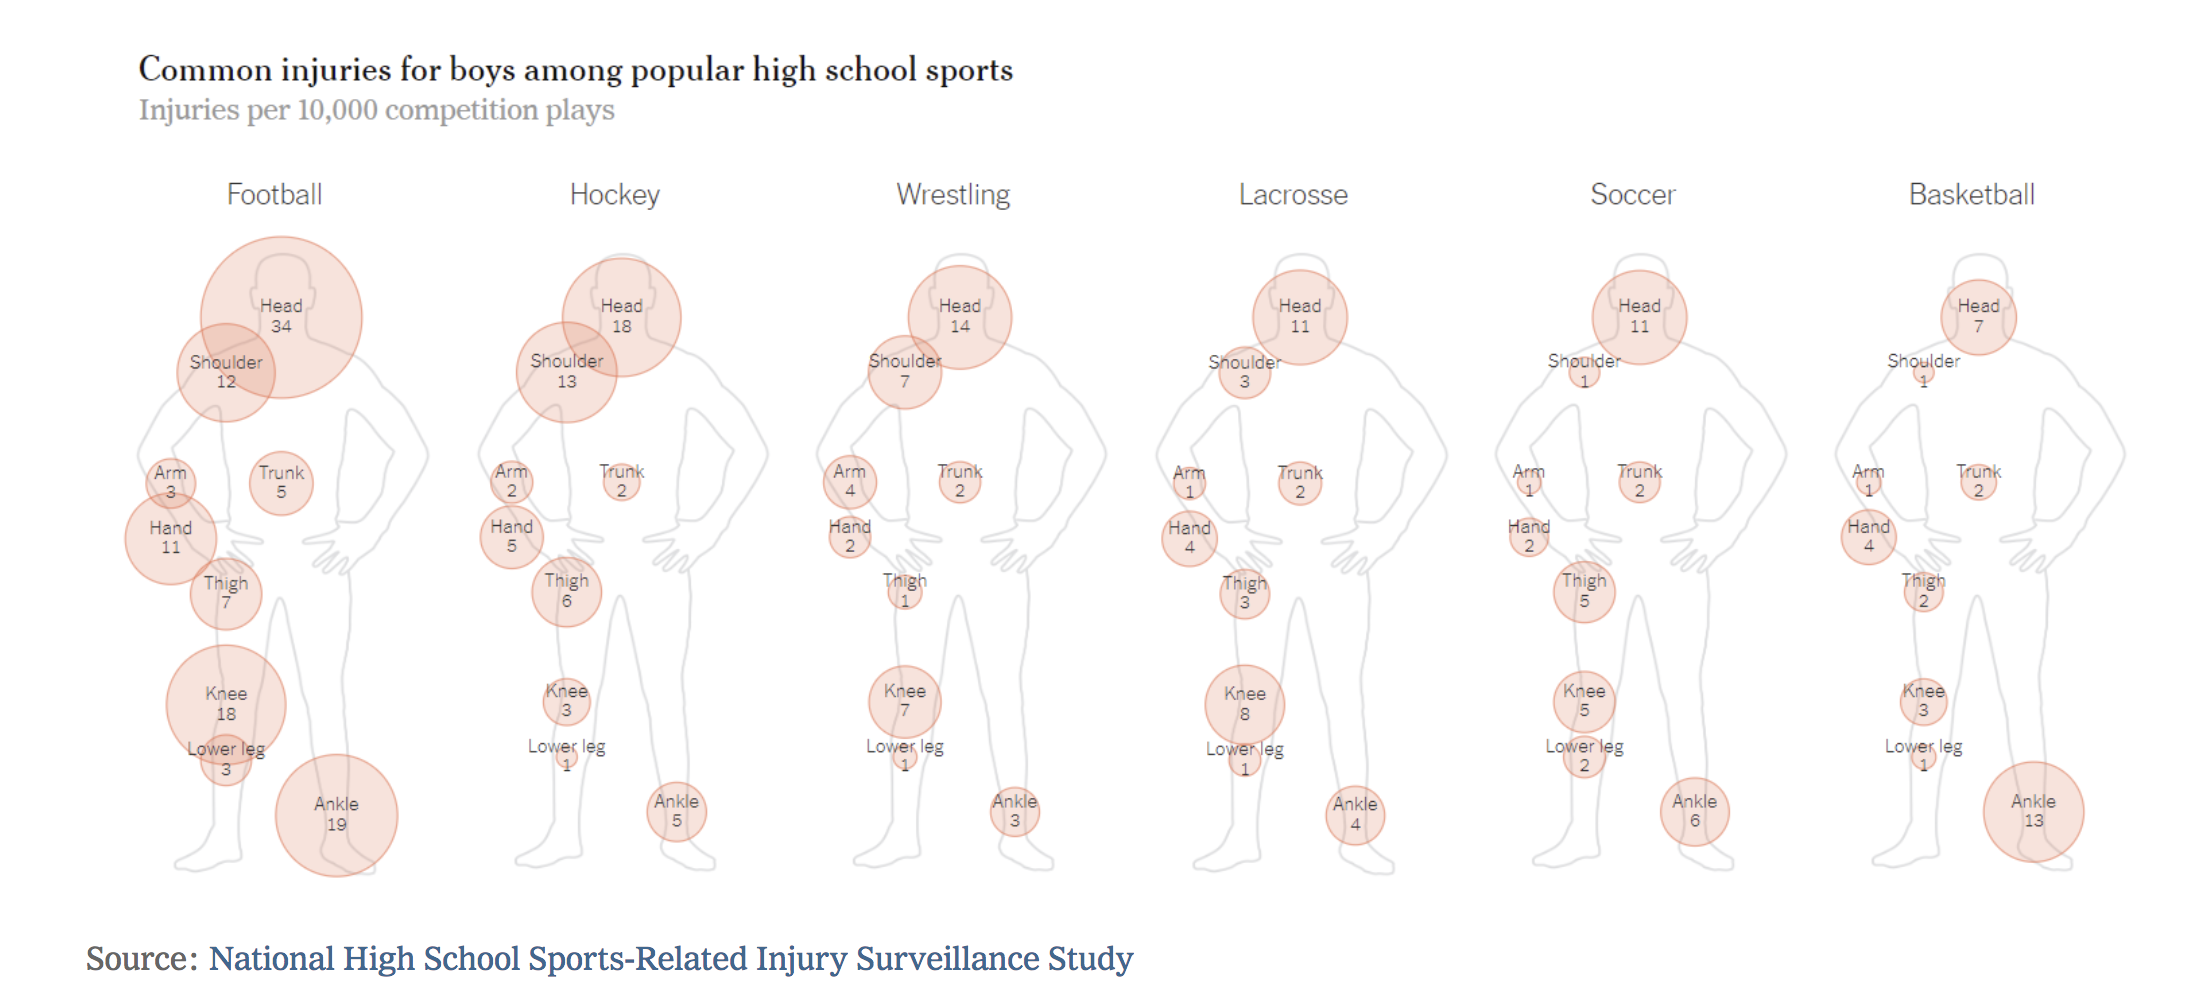 Common injuries for boys among popular high school sports
Injuries per 10,000 competition plays
Football
Head
34
Shoulder
12
Arm
3
Trunk
5
Hand
11
Thigh
7
Knee
18
Lower leg
3
Ankle
19
Hockey
Head
18
Shoulder
13
Arm
2
Trunk
2
Hand
5
Thigh
6
Knee
3
Lower leg
1
Ankle
5
Wrestling
Head
14
Shoulder
7
Arm
4
Trunk
2
Hand
2
Thigh
1
Knee
7
Lower leg
1
Ankle
3
Lacrosse
Head
11
Shoulder
3
Arm
1
Trunk
2
Hand
4
Thigh
3
Knee
8
Lower leg
1
Ankle
4
Soccer
Head
11
Shoulder
1
Arm
1
Trunk
2
Hand
2
Thigh
5
Knee
5
Lower leg
2
Ankle
6
Basketball
Head
7
Shoulder
1
Arm
1
Trunk
2
Hand
4
Thigh
2
Knee
3
Lower leg
1
Ankle
13
Source: National High School Sports-Related Injury Surveillance Study